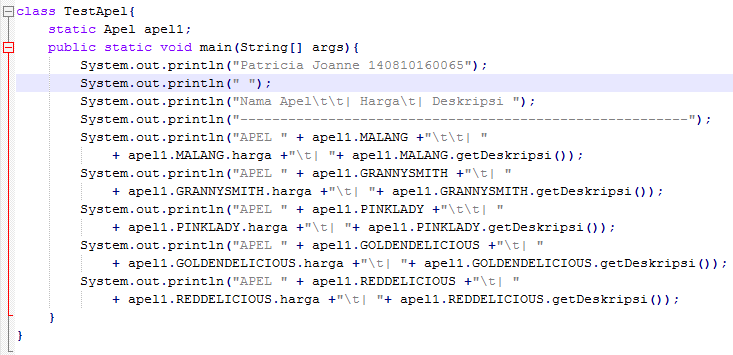 class TestApel{
    static Apel apel1;
    public static void main(String[] args){
        System.out.println("Patricia Joanne 140810160065");
        System.out.println(" ");
        System.out.println("Nama Apel\t\t| Harga\t| Deskripsi ");
        System.out.println("--------------------------------------------------------");
        System.out.println("APEL " + apel1.MALANG +"\t\t| "
            + apel1.MALANG.harga +"\t| "+ apel1.MALANG.getDeskripsi());
        System.out.println("APEL " + apel1.GRANNYSMITH +"\t| "
            + apel1.GRANNYSMITH.harga +"\t| "+ apel1.GRANNYSMITH.getDeskripsi());
        System.out.println("APEL " + apel1.PINKLADY +"\t\t| "
            + apel1.PINKLADY.harga +"\t| "+ apel1.PINKLADY.getDeskripsi());
        System.out.println("APEL " + apel1.GOLDENDELICIOUS +"\t| "
            + apel1.GOLDENDELICIOUS.harga +"\t| "+ apel1.GOLDENDELICIOUS.getDeskripsi());
        System.out.println("APEL " + apel1.REDDELICIOUS +"\t| "
            + apel1.REDDELICIOUS.harga +"\t| "+ apel1.REDDELICIOUS.getDeskripsi());
    }
}